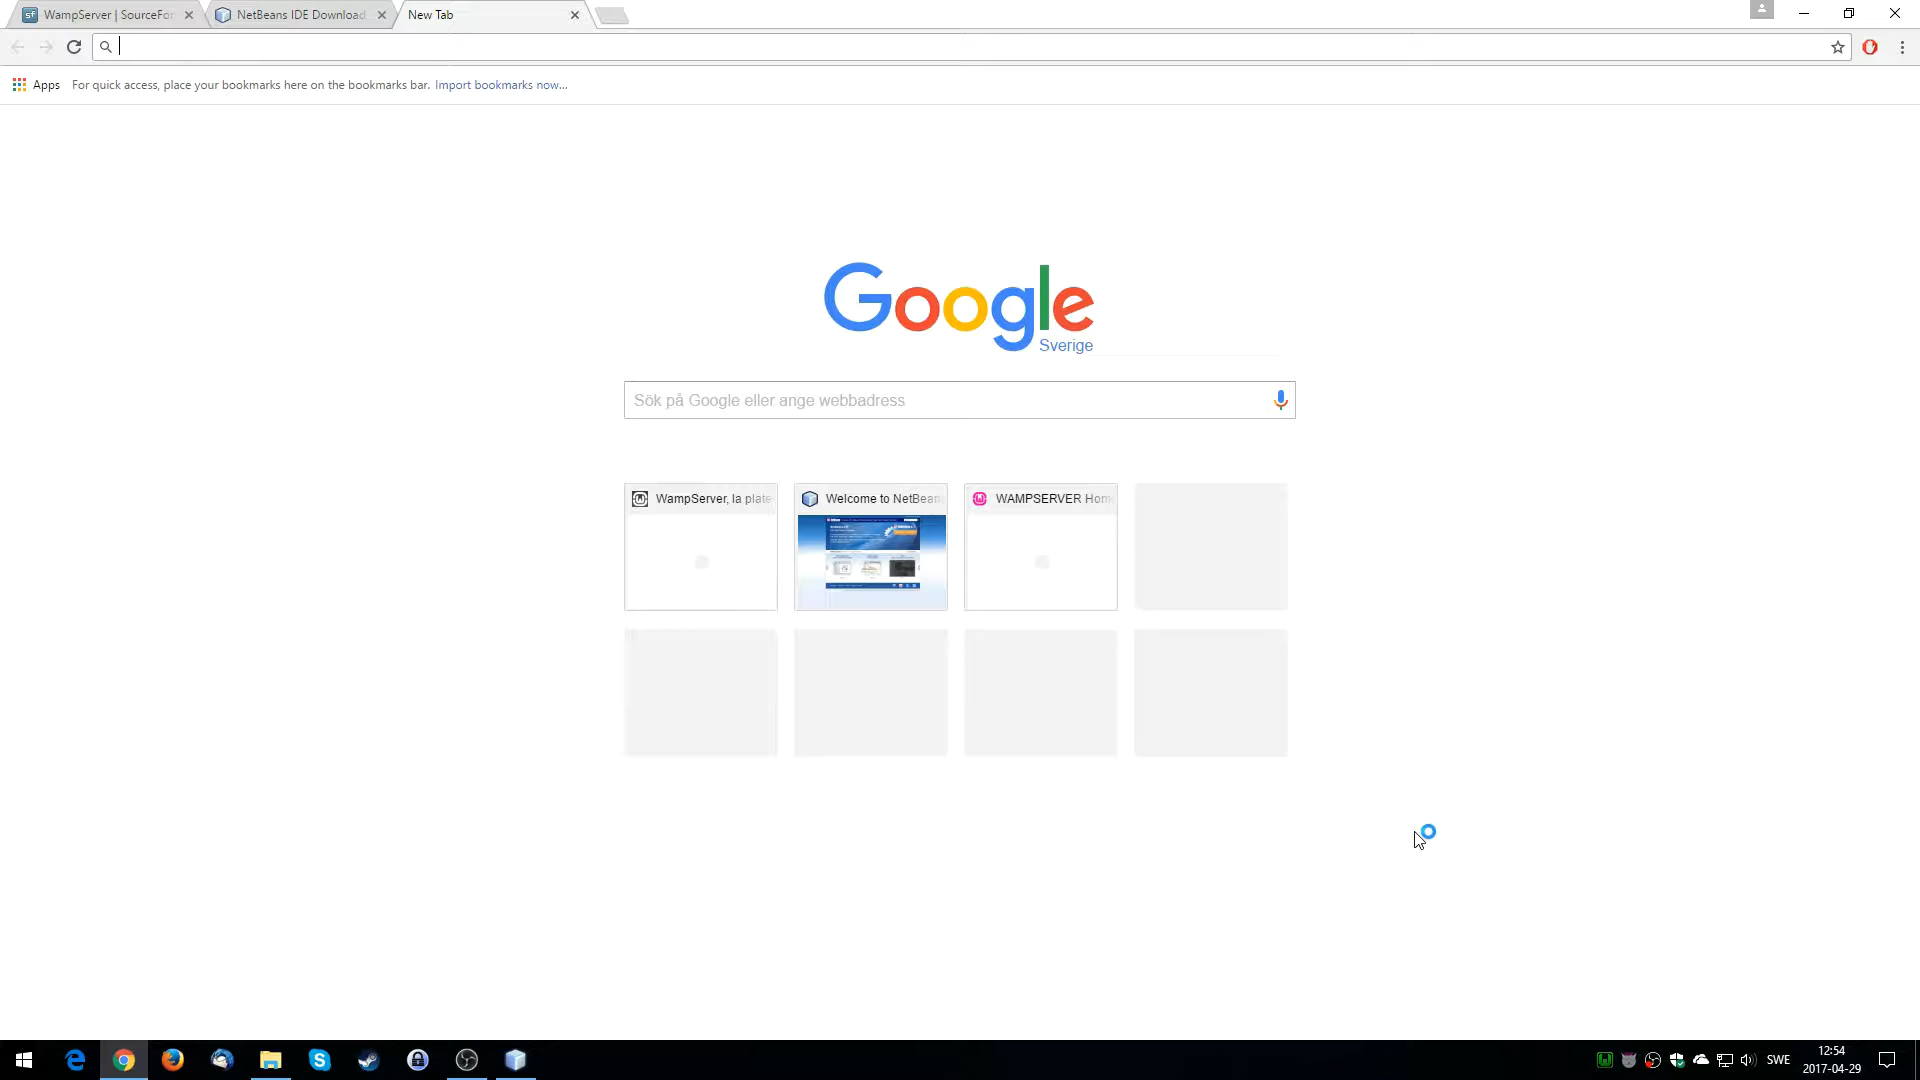 WampServer | SourceFor
NetBeans IDE Download
New Tab
Apps
For quick access, place your bookmarks here on the bookmarks bar. Import bookmarks now...
Google
Sverige
Sök på Google eller ange webbadress
WampServer, la plate-
Welcome to NetBean
WAMPSERVER Hom
SWE
12:54
2017-04-29